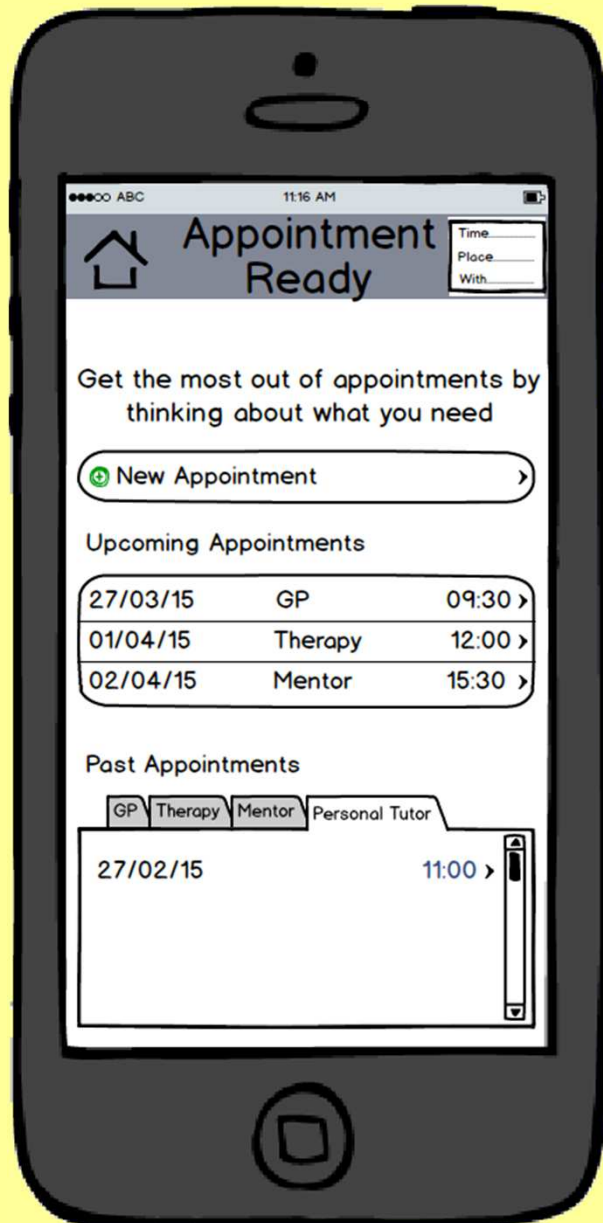 ABC 11:16 AM
Appointment
Ready
Time
Place
With
Get the most out of appointments by
thinking about what you need
New Appointment
Upcoming Appointments
27/03/15 GP 09:30
01/04/15 Therapy 12:00
02/04/15 Mentor 15:30
Past Appointments
GP Therapy Mentor Personal Tutor
27/02/15 11:00